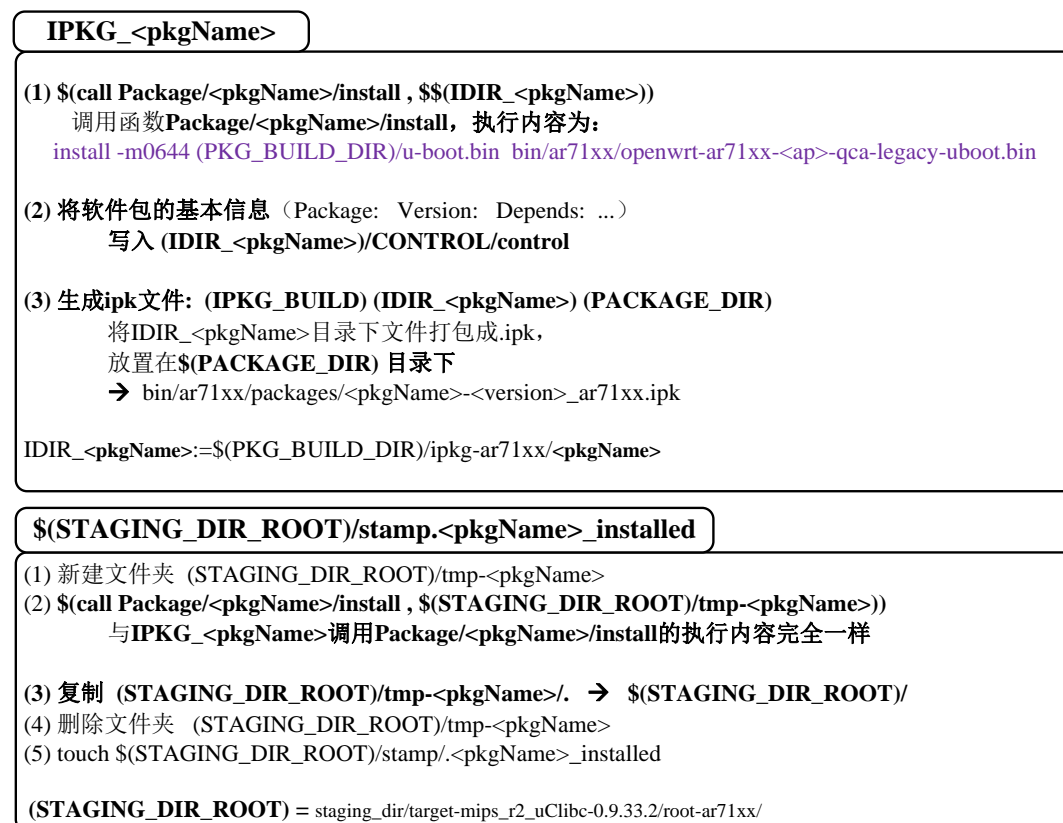 IPKG_<pkgName>
(1) $(call Package/<pkgName>/install , $$(IDIR_<pkgName>))
调用函数Package/<pkgName>/install，执行内容为：
install -m0644 (PKG_BUILD_DIR)/u-boot.bin bin/ar71xx/openwrt-ar71xx-<ap>-qca-legacy-uboot.bin
(2) 将软件包的基本信息（Package: Version: Depends: ...）
写入 (IDIR_<pkgName>)/CONTROL/control
(3) 生成ipk文件: (IPKG_BUILD) (IDIR_<pkgName>) (PACKAGE_DIR)
将IDIR_<pkgName>目录下文件打包成.ipk，
放置在$(PACKAGE_DIR) 目录下
→ bin/ar71xx/packages/<pkgName>-<version>_ar71xx.ipk
IDIR_<pkgName>:=$(PKG_BUILD_DIR)/ipkg-ar71xx/<pkgName>
$(STAGING_DIR_ROOT)/stamp.<pkgName>_installed
(1) 新建文件夹 (STAGING_DIR_ROOT)/tmp-<pkgName>
(2) $(call Package/<pkgName>/install , $(STAGING_DIR_ROOT)/tmp-<pkgName>))
与IPKG_<pkgName>调用Package/<pkgName>/install的执行内容完全一样
(3) 复制 (STAGING_DIR_ROOT)/tmp-<pkgName>/. → $(STAGING_DIR_ROOT)/
(4) 删除文件夹 (STAGING_DIR_ROOT)/tmp-<pkgName>
(5) touch $(STAGING_DIR_ROOT)/stamp/.<pkgName>_installed
(STAGING_DIR_ROOT) = staging_dir/target-mips_r2_uClibc-0.9.33.2/root-ar71xx/